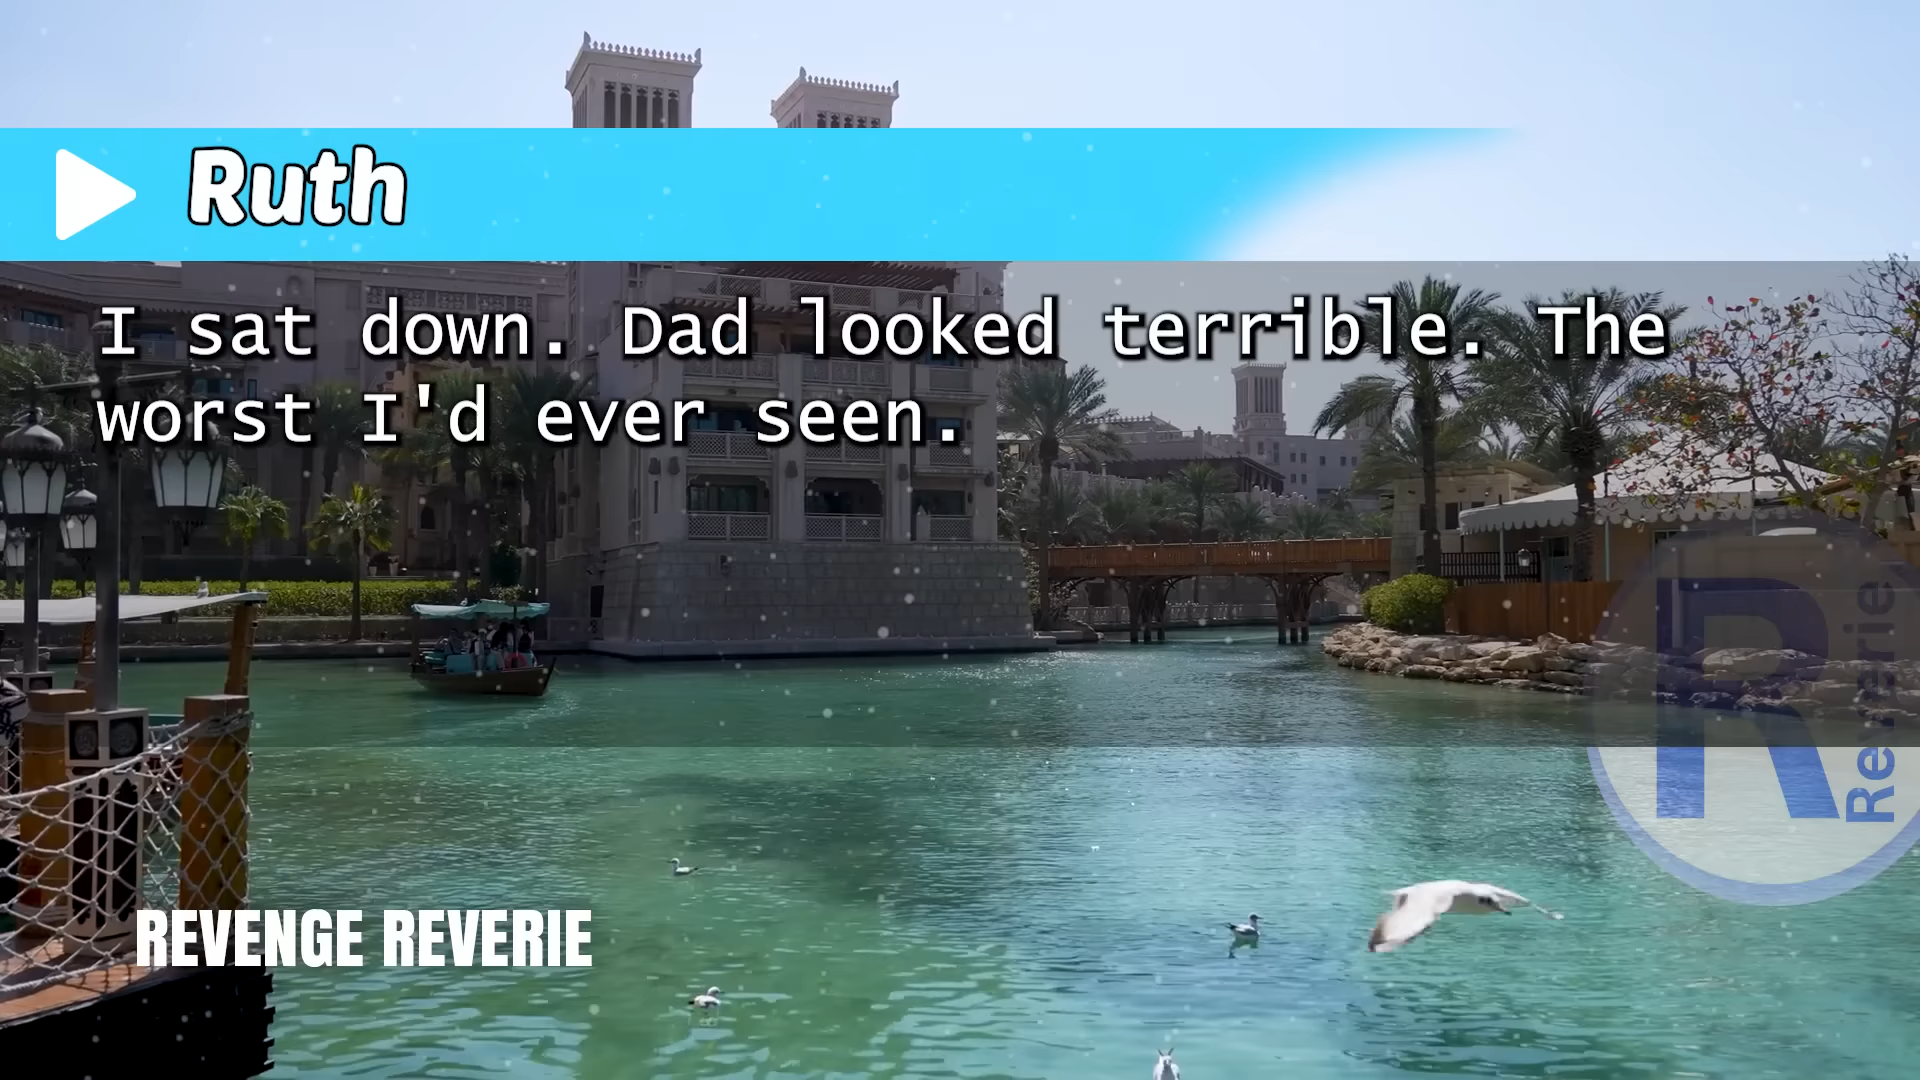 Ruth
I sat down. Dad looked terrible. The
worst I'd ever seen.
R
Reverie
REVENGE REVERIE